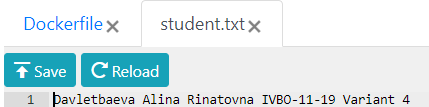 Dockerfile× student.txt×
Save Reload
1 Davletbaeva Alina Rinatovna IVBO-11-19 Variant 4